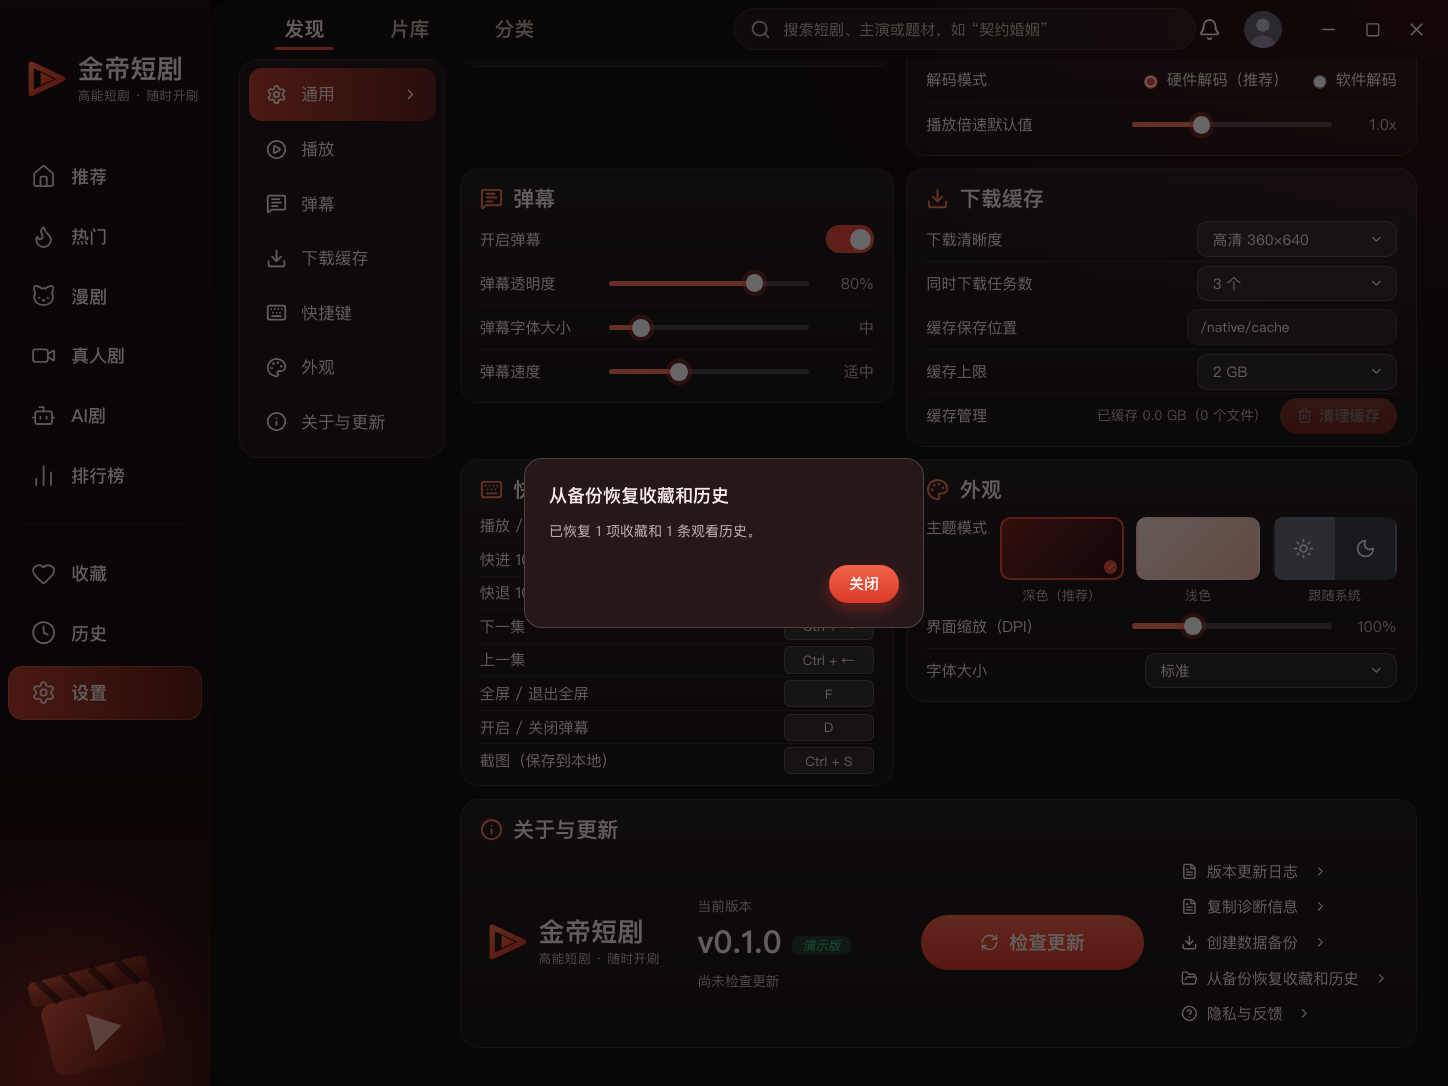 金帝短剧
高能短剧 · 随时开刷
推荐
热门
漫剧
真人剧
AI剧
排行榜
收藏
历史
设置
发现 片库 分类
搜索短剧、主演或题材，如 “契约婚姻”
通用
播放
弹幕
下载缓存
快捷键
外观
关于与更新
解码模式 硬件解码（推荐） 软件解码
播放倍速默认值 1.0x
弹幕
开启弹幕
弹幕透明度 80%
弹幕字体大小 中
弹幕速度 适中
下载缓存
下载清晰度 高清 360×640
同时下载任务数 3 个
缓存保存位置 /native/cache
缓存上限 2 GB
缓存管理 已缓存 0.0 GB（0 个文件） 清理缓存
播放 /
快进
快退
下一集
上一集 Ctrl + ←
全屏 / 退出全屏 F
开启 / 关闭弹幕 D
截图（保存到本地） Ctrl + S
从备份恢复收藏和历史
已恢复 1 项收藏和 1 条观看历史。
关闭
外观
主题模式
深色（推荐） 浅色 跟随系统
界面缩放（DPI） 100%
字体大小 标准
关于与更新
金帝短剧
高能短剧 · 随时开刷
当前版本
v0.1.0 演示版
尚未检查更新
检查更新
版本更新日志
复制诊断信息
创建数据备份
从备份恢复收藏和历史
隐私与反馈